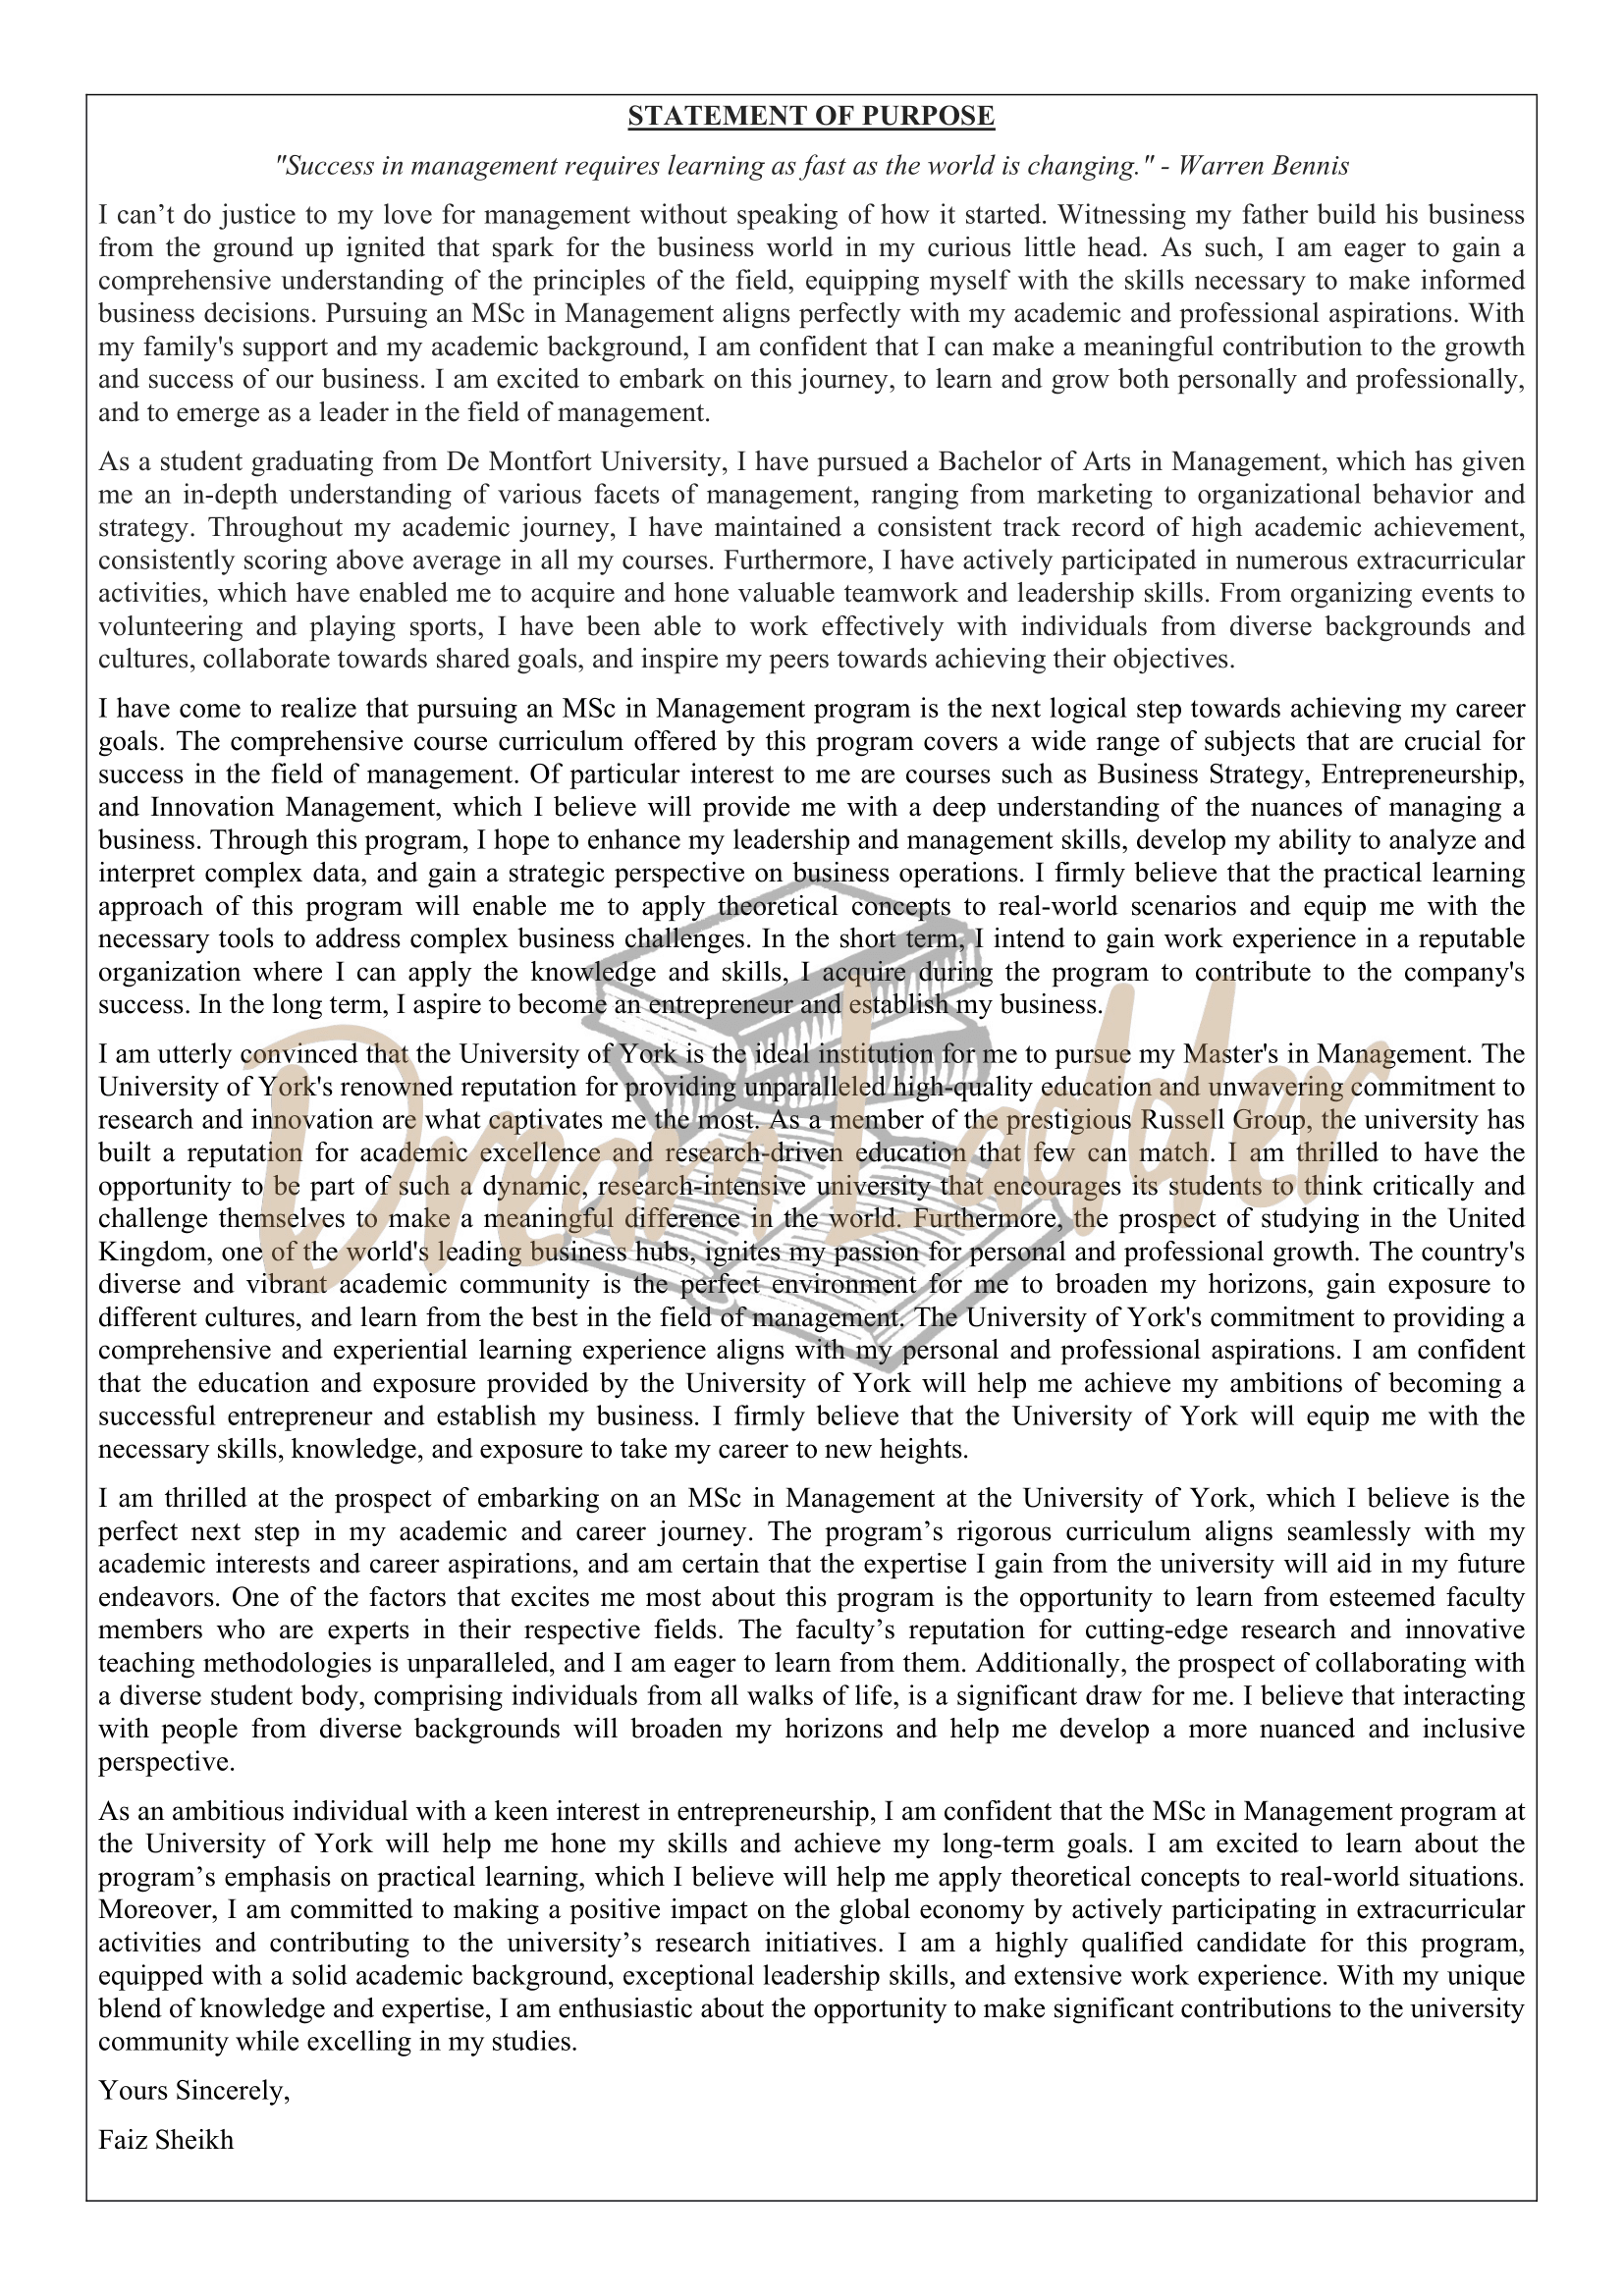 STATEMENT OF PURPOSE
"Success in management requires learning as fast as the world is changing." - Warren Bennis
I can’t do justice to my love for management without speaking of how it started. Witnessing my father build his business
from the ground up ignited that spark for the business world in my curious little head. As such, I am eager to gain a
comprehensive understanding of the principles of the field, equipping myself with the skills necessary to make informed
business decisions. Pursuing an MSc in Management aligns perfectly with my academic and professional aspirations. With
my family's support and my academic background, I am confident that I can make a meaningful contribution to the growth
and success of our business. I am excited to embark on this journey, to learn and grow both personally and professionally,
and to emerge as a leader in the field of management.
As a student graduating from De Montfort University, I have pursued a Bachelor of Arts in Management, which has given
me an in-depth understanding of various facets of management, ranging from marketing to organizational behavior and
strategy. Throughout my academic journey, I have maintained a consistent track record of high academic achievement,
consistently scoring above average in all my courses. Furthermore, I have actively participated in numerous extracurricular
activities, which have enabled me to acquire and hone valuable teamwork and leadership skills. From organizing events to
volunteering and playing sports, I have been able to work effectively with individuals from diverse backgrounds and
cultures, collaborate towards shared goals, and inspire my peers towards achieving their objectives.
I have come to realize that pursuing an MSc in Management program is the next logical step towards achieving my career
goals. The comprehensive course curriculum offered by this program covers a wide range of subjects that are crucial for
success in the field of management. Of particular interest to me are courses such as Business Strategy, Entrepreneurship,
and Innovation Management, which I believe will provide me with a deep understanding of the nuances of managing a
business. Through this program, I hope to enhance my leadership and management skills, develop my ability to analyze and
interpret complex data, and gain a strategic perspective on business operations. I firmly believe that the practical learning
approach of this program will enable me to apply theoretical concepts to real-world scenarios and equip me with the
necessary tools to address complex business challenges. In the short term, I intend to gain work experience in a reputable
organization where I can apply the knowledge and skills, I acquire during the program to contribute to the company's
success. In the long term, I aspire to become an entrepreneur and establish my business.
I am utterly convinced that the University of York is the ideal institution for me to pursue my Master's in Management. The
University of York's renowned reputation for providing unparalleled high-quality education and unwavering commitment to
research and innovation are what captivates me the most. As a member of the prestigious Russell Group, the university has
built a reputation for academic excellence and research-driven education that few can match. I am thrilled to have the
opportunity to be part of such a dynamic, research-intensive university that encourages its students to think critically and
challenge themselves to make a meaningful difference in the world. Furthermore, the prospect of studying in the United
Kingdom, one of the world's leading business hubs, ignites my passion for personal and professional growth. The country's
diverse and vibrant academic community is the perfect environment for me to broaden my horizons, gain exposure to
different cultures, and learn from the best in the field of management. The University of York's commitment to providing a
comprehensive and experiential learning experience aligns with my personal and professional aspirations. I am confident
that the education and exposure provided by the University of York will help me achieve my ambitions of becoming a
successful entrepreneur and establish my business. I firmly believe that the University of York will equip me with the
necessary skills, knowledge, and exposure to take my career to new heights.
I am thrilled at the prospect of embarking on an MSc in Management at the University of York, which I believe is the
perfect next step in my academic and career journey. The program’s rigorous curriculum aligns seamlessly with my
academic interests and career aspirations, and am certain that the expertise I gain from the university will aid in my future
endeavors. One of the factors that excites me most about this program is the opportunity to learn from esteemed faculty
members who are experts in their respective fields. The faculty’s reputation for cutting-edge research and innovative
teaching methodologies is unparalleled, and I am eager to learn from them. Additionally, the prospect of collaborating with
a diverse student body, comprising individuals from all walks of life, is a significant draw for me. I believe that interacting
with people from diverse backgrounds will broaden my horizons and help me develop a more nuanced and inclusive
perspective.
As an ambitious individual with a keen interest in entrepreneurship, I am confident that the MSc in Management program at
the University of York will help me hone my skills and achieve my long-term goals. I am excited to learn about the
program’s emphasis on practical learning, which I believe will help me apply theoretical concepts to real-world situations.
Moreover, I am committed to making a positive impact on the global economy by actively participating in extracurricular
activities and contributing to the university’s research initiatives. I am a highly qualified candidate for this program,
equipped with a solid academic background, exceptional leadership skills, and extensive work experience. With my unique
blend of knowledge and expertise, I am enthusiastic about the opportunity to make significant contributions to the university
community while excelling in my studies.
Yours Sincerely,
Faiz Sheikh
Dream Ladder